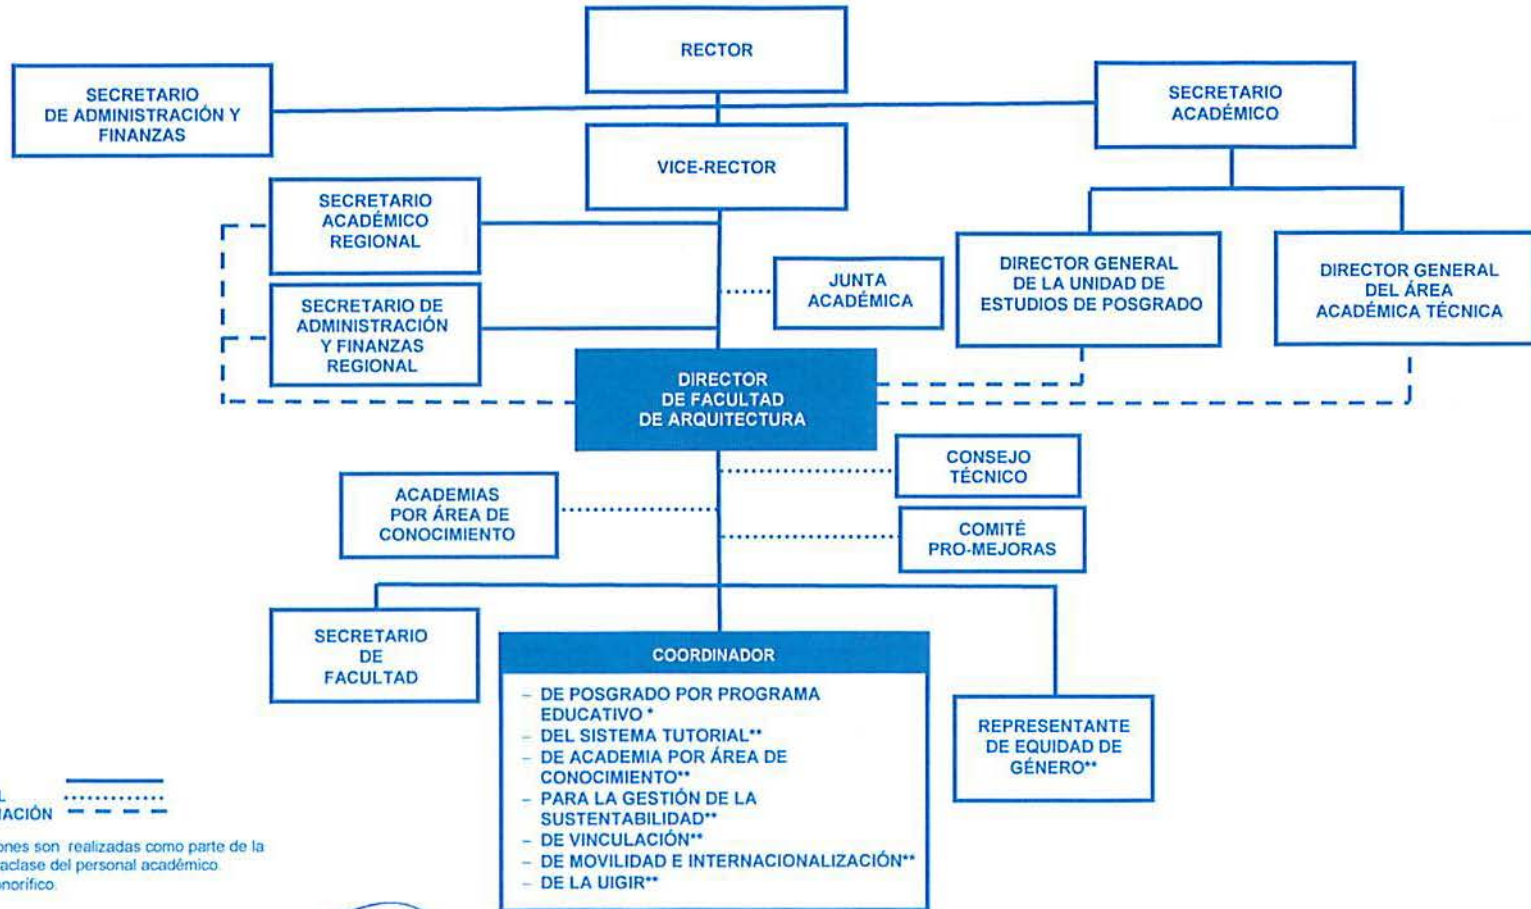 RECTOR
SECRETARIO
DE ADMINISTRACIÓN Y
FINANZAS
SECRETARIO
ACADÉMICO
VICE-RECTOR
SECRETARIO
ACADÉMICO
REGIONAL
SECRETARIO DE
ADMINISTRACIÓN
Y FINANZAS
REGIONAL
JUNTA
ACADÉMICA
DIRECTOR GENERAL
DE LA UNIDAD DE
ESTUDIOS DE POSGRADO
DIRECTOR GENERAL
DEL ÁREA
ACADÉMICA TÉCNICA
DIRECTOR
DE FACULTAD
DE ARQUITECTURA
CONSEJO
TÉCNICO
ACADEMIAS
POR ÁREA DE
CONOCIMIENTO
COMITÉ
PRO-MEJORAS
SECRETARIO
DE
FACULTAD
COORDINADOR
– DE POSGRADO POR PROGRAMA
EDUCATIVO *
– DEL SISTEMA TUTORIAL**
– DE ACADEMIA POR ÁREA DE
CONOCIMIENTO**
– PARA LA GESTIÓN DE LA
SUSTENTABILIDAD**
– DE VINCULACIÓN**
– DE MOVILIDAD E INTERNACIONALIZACIÓN**
– DE LA UIGIR**
REPRESENTANTE
DE EQUIDAD DE
GÉNERO**
L
NACIÓN
ones son realizadas como parte de la
aclase del personal académico.
onorífico.